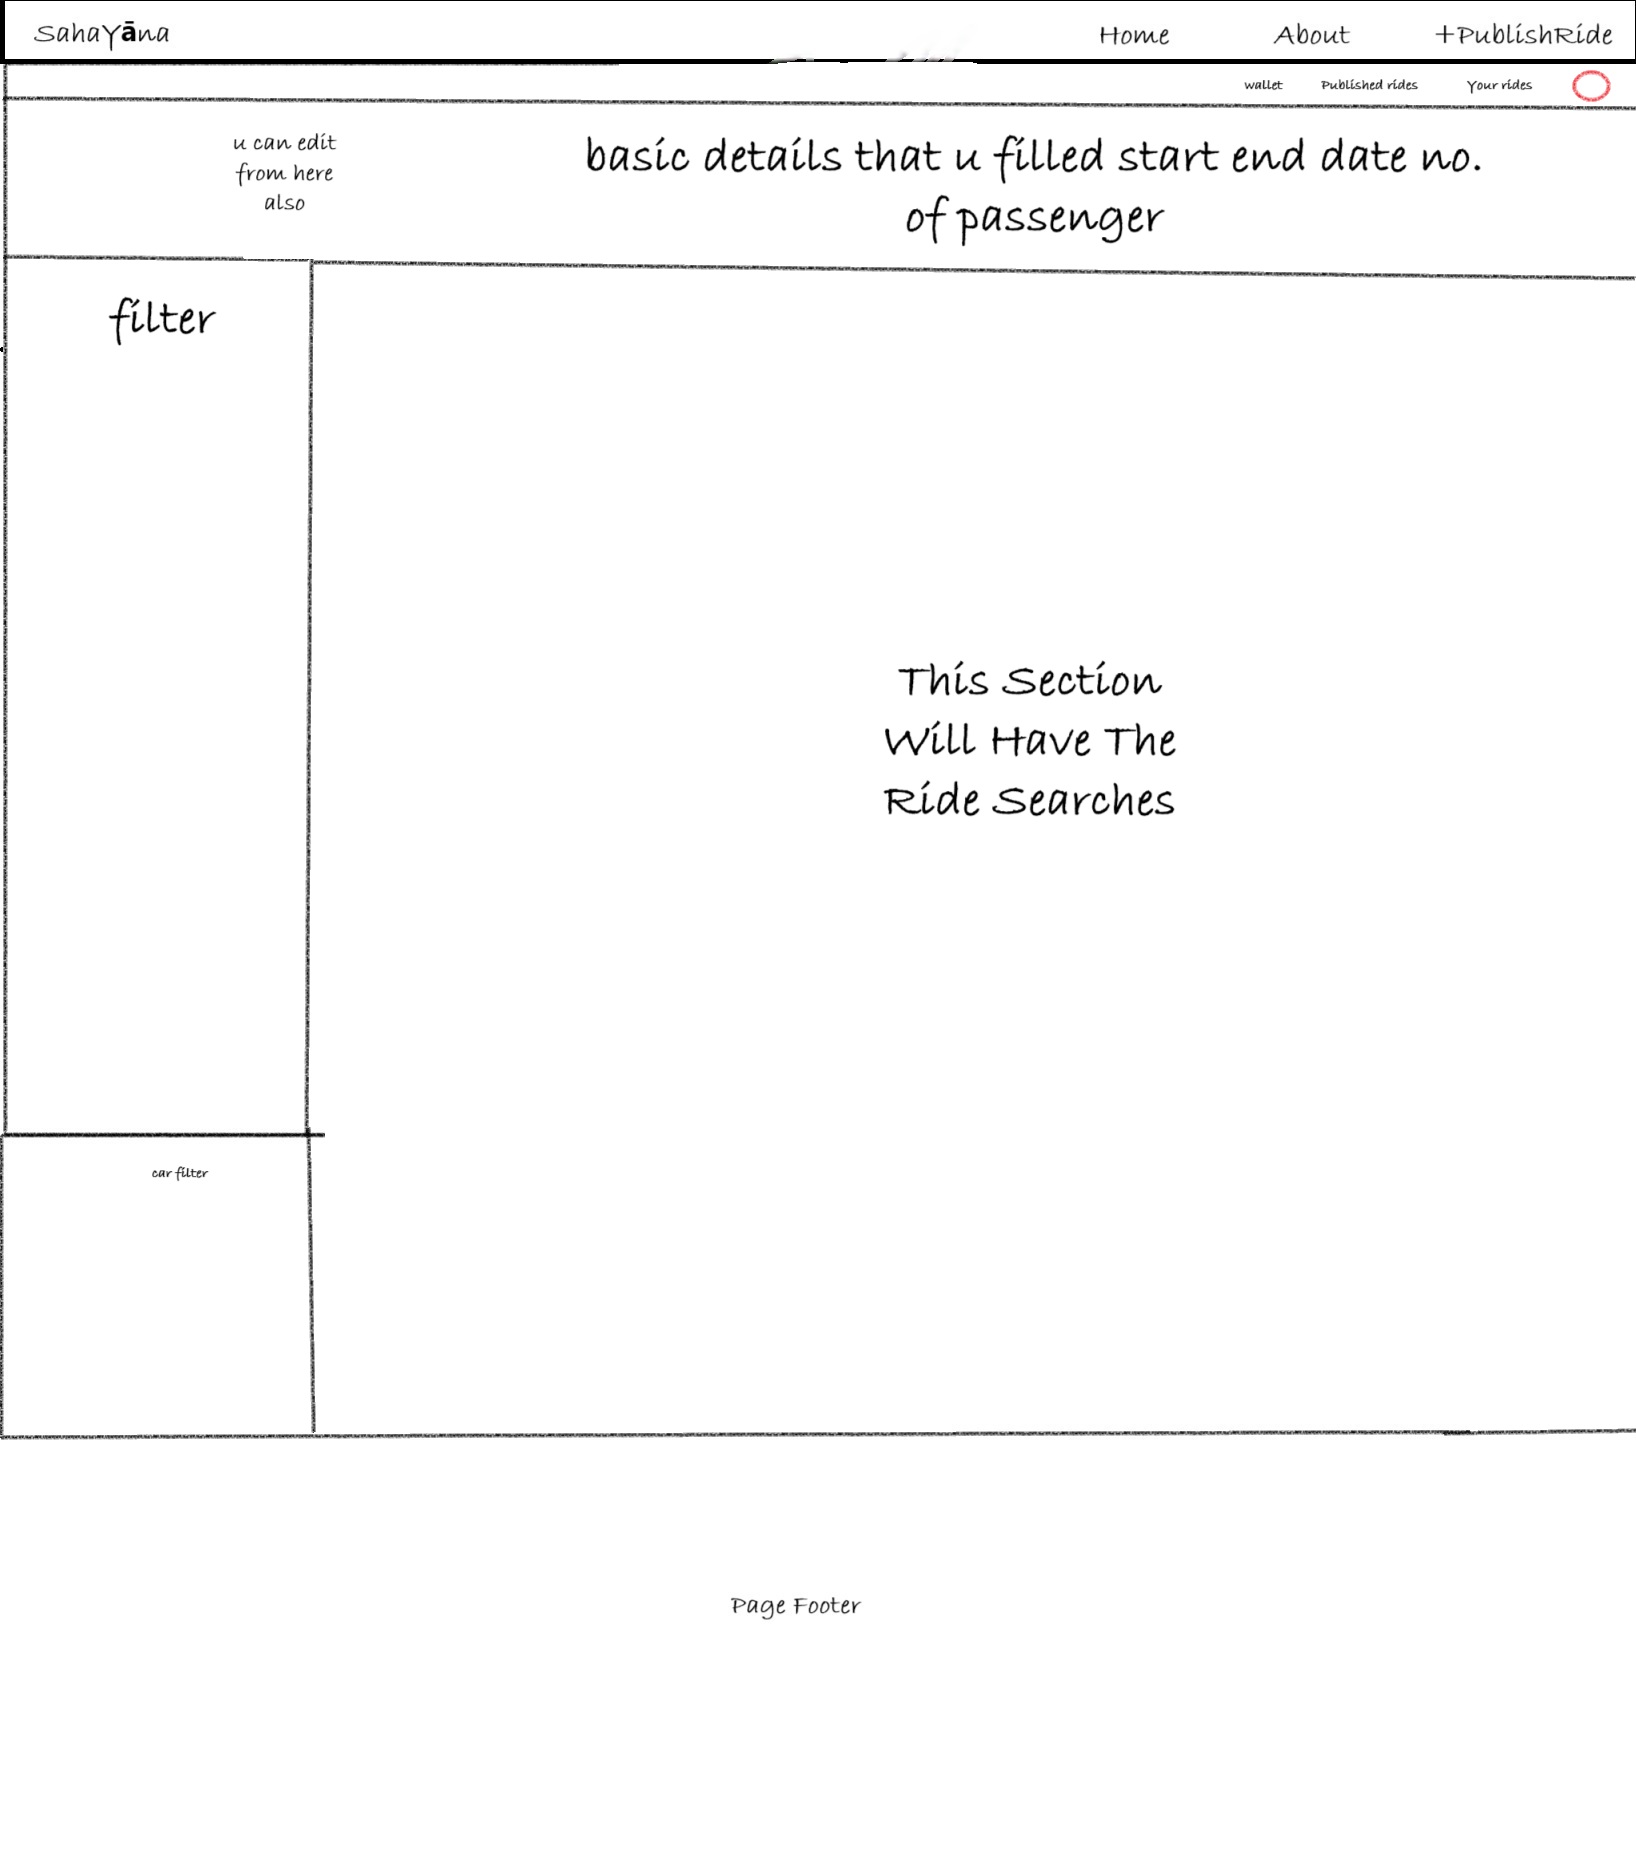 SahaYāna
Home About +PublishRide
wallet Published rides Your rides
u can edit
from here
also
basic details that u filled start end date no.
of passenger
filter
This Section
Will Have The
Ride Searches
car filter
Page Footer